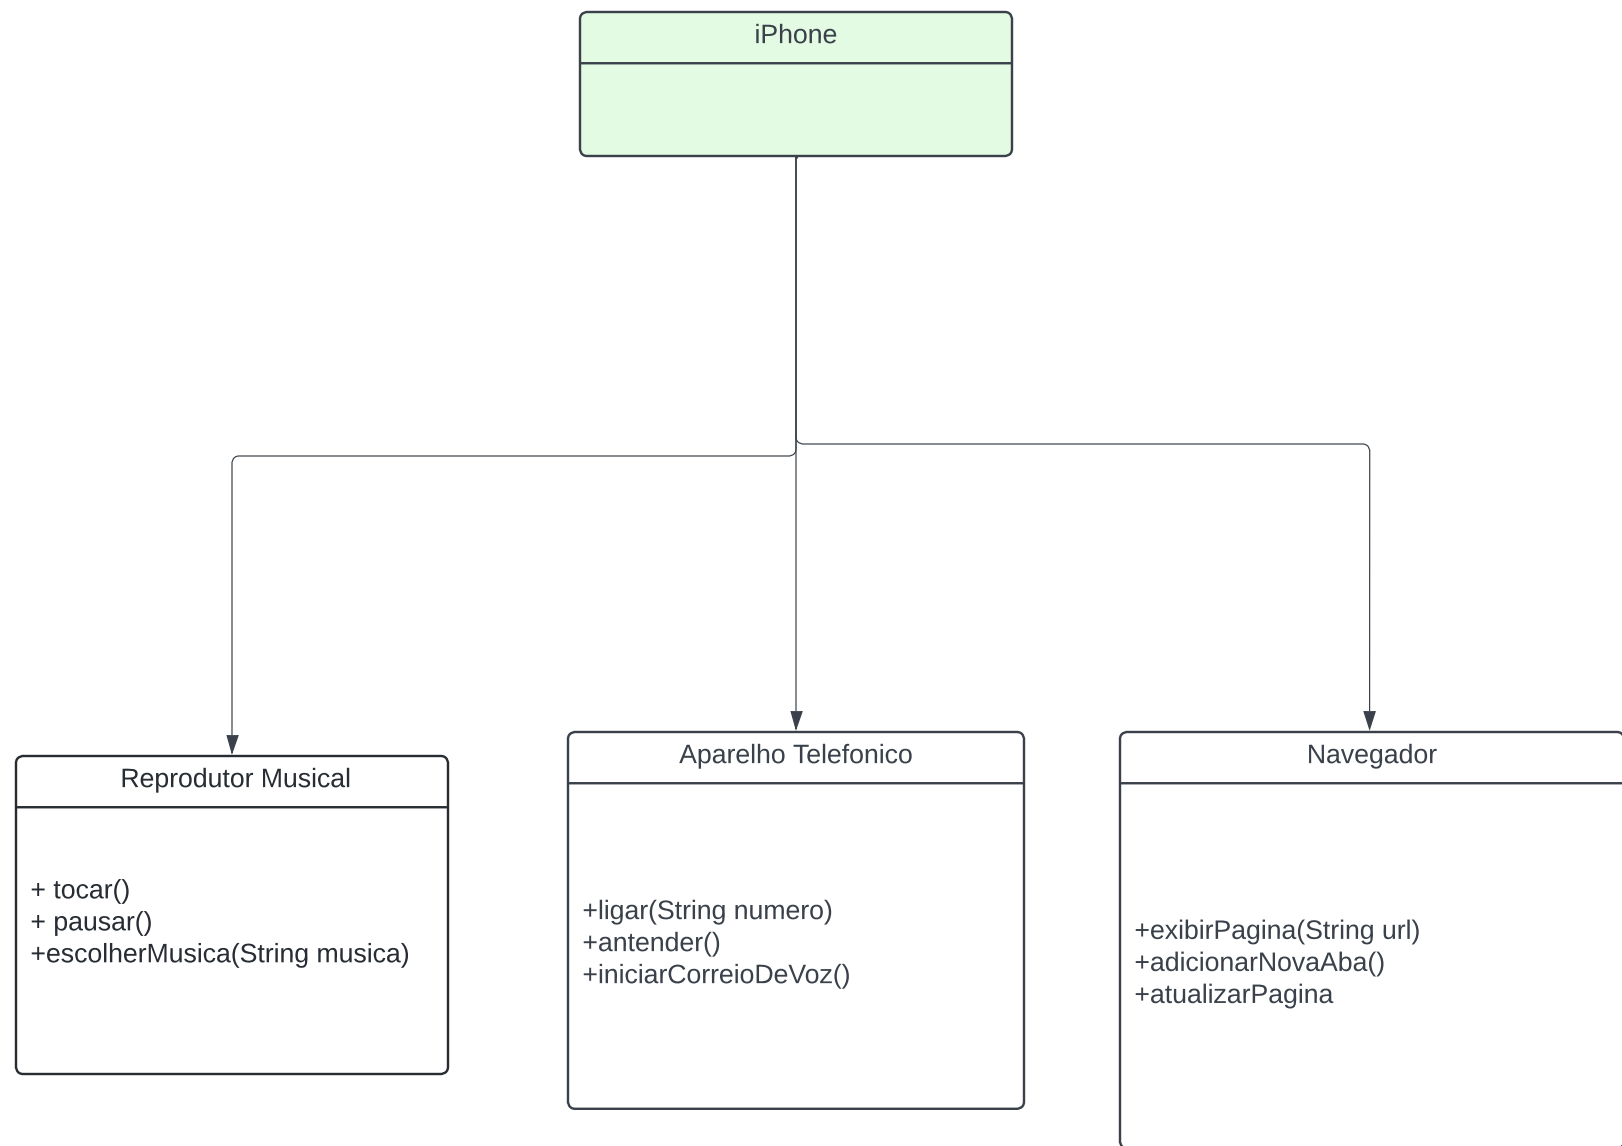 iPhone
Reprodutor Musical
+ tocar()
+ pausar()
+escolherMusica(String musica)
Aparelho Telefonico
+ligar(String numero)
+antender()
+iniciarCorreioDeVoz()
Navegador
+exibirPagina(String url)
+adicionarNovaAba()
+atualizarPagina